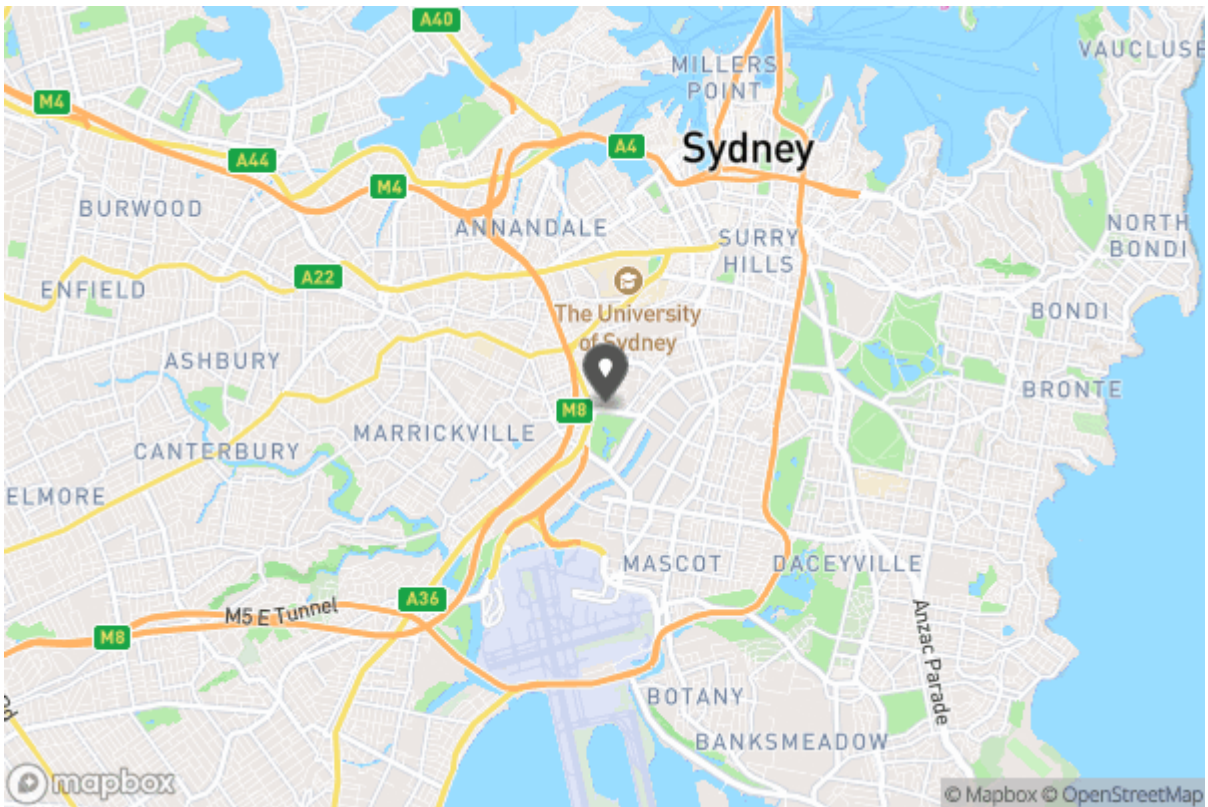 A40
VAUCLUSE
MILLERS
POINT
M4
Sydney
A4
A44
M4
BURWOOD
ANNANDALE
NORTH
BONDI
SURRY
HILLS
A22
ENFIELD
The University
of Sydney
BONDI
ASHBURY
BRONTE
M8
MARRICKVILLE
CANTERBURY
ELMORE
MASCOT
DACEYVILLE
A36
M5 E Tunnel
M8
Anzac Parade
BOTANY
BANKSMEADOW
mapbox
© Mapbox © OpenStreetMap